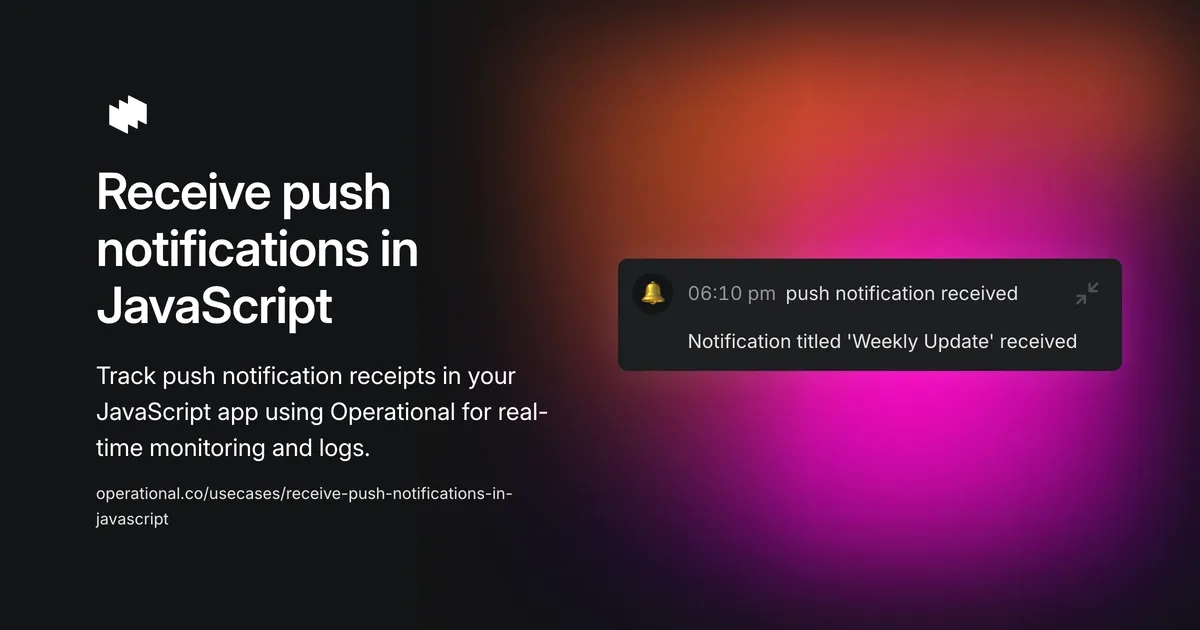 Receive push
notifications in
JavaScript
Track push notification receipts in your
JavaScript app using Operational for real-
time monitoring and logs.
operational.co/usecases/receive-push-notifications-in-
javascript
06:10 pm push notification received
Notification titled 'Weekly Update' received